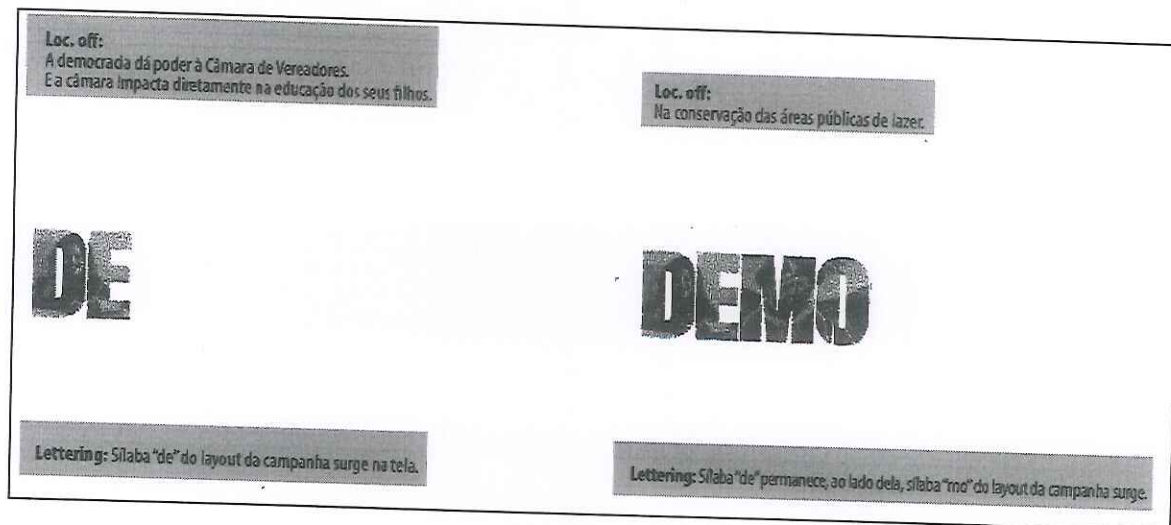 Loc. off:
A democrada dá poder à Câmara de Vereadores.
E a câmara impacta diretamente na educação dos seus filhos.
DE
Lettering: Sílaba "de" do layout da campanha surge na tela.
Loc. off:
Na conservação das áreas públicas de lazer.
DEMO
Lettering: Sílaba "de" permanece, ao lado dela, sílaba "mo" do layout da campanha surge.